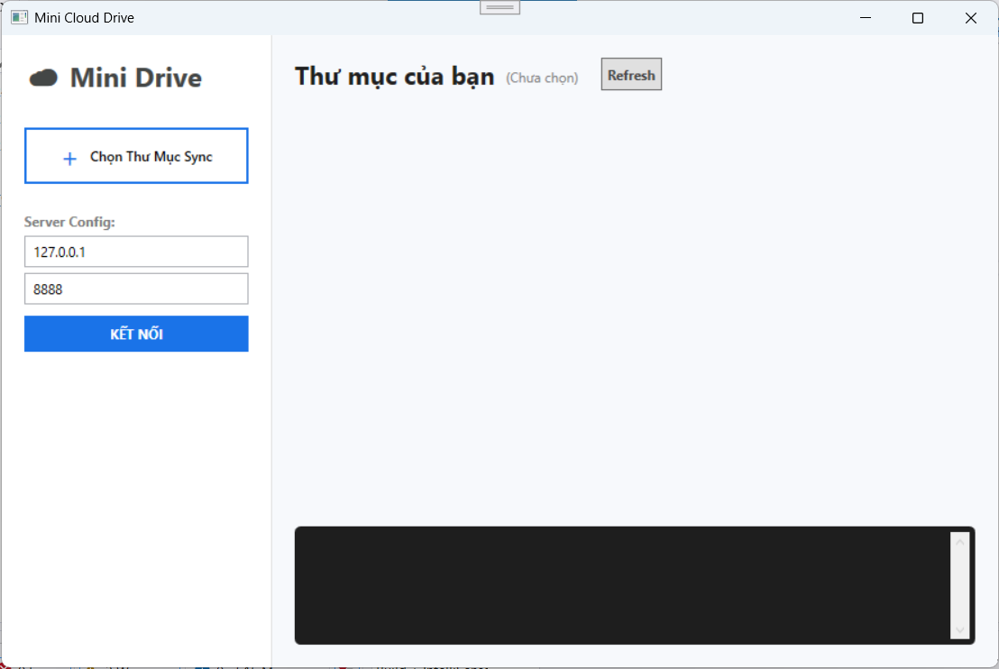 Mini Cloud Drive
Mini Drive
+ Chọn Thư Mục Sync
Server Config:
127.0.0.1
8888
KẾT NỐI
Thư mục của bạn (Chưa chọn) Refresh